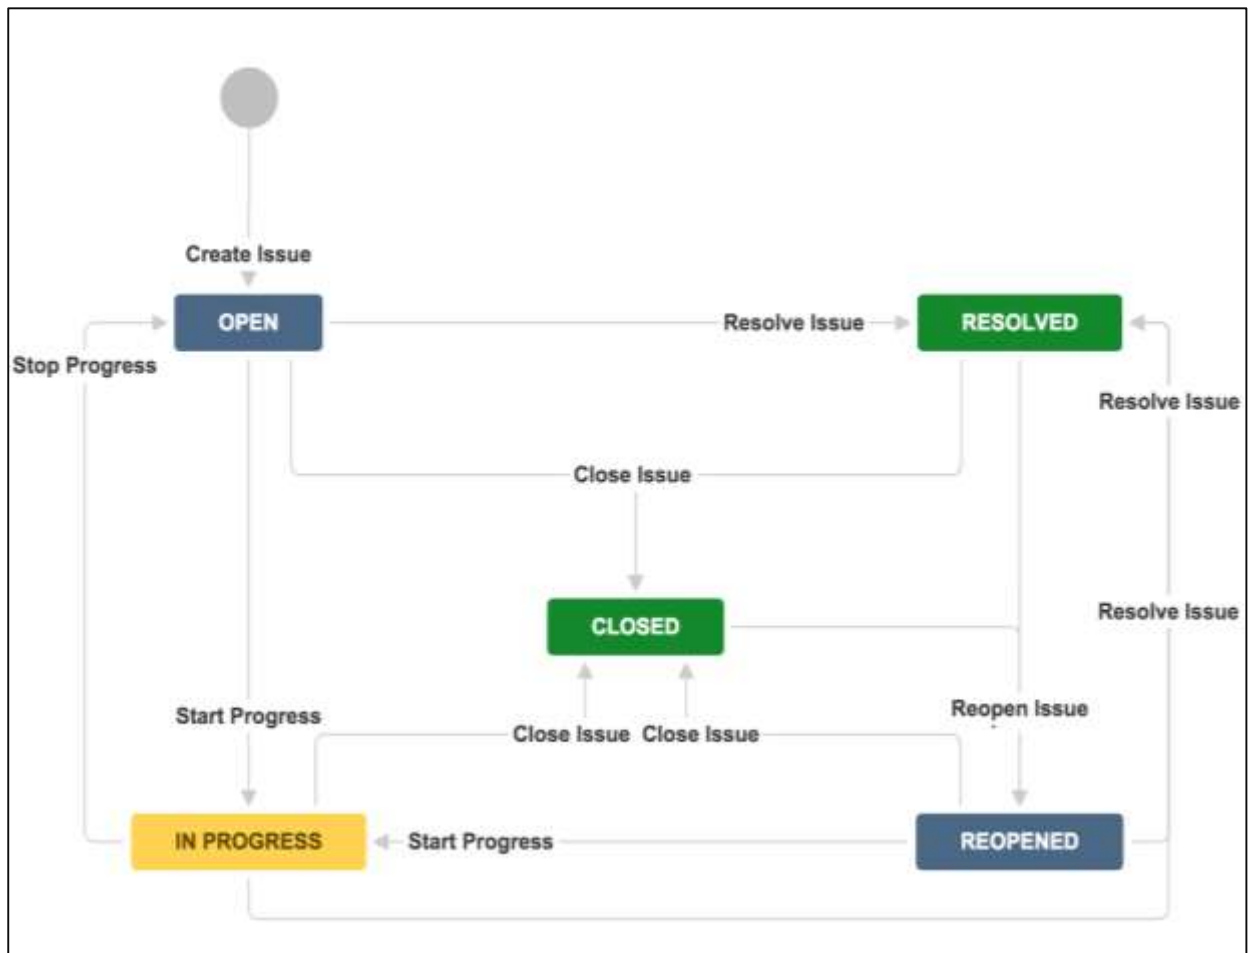 Create Issue
OPEN
Resolve Issue
RESOLVED
Stop Progress
Resolve Issue
Close Issue
CLOSED
Resolve Issue
Start Progress
Reopen Issue
Close Issue
Close Issue
IN PROGRESS
Start Progress
REOPENED